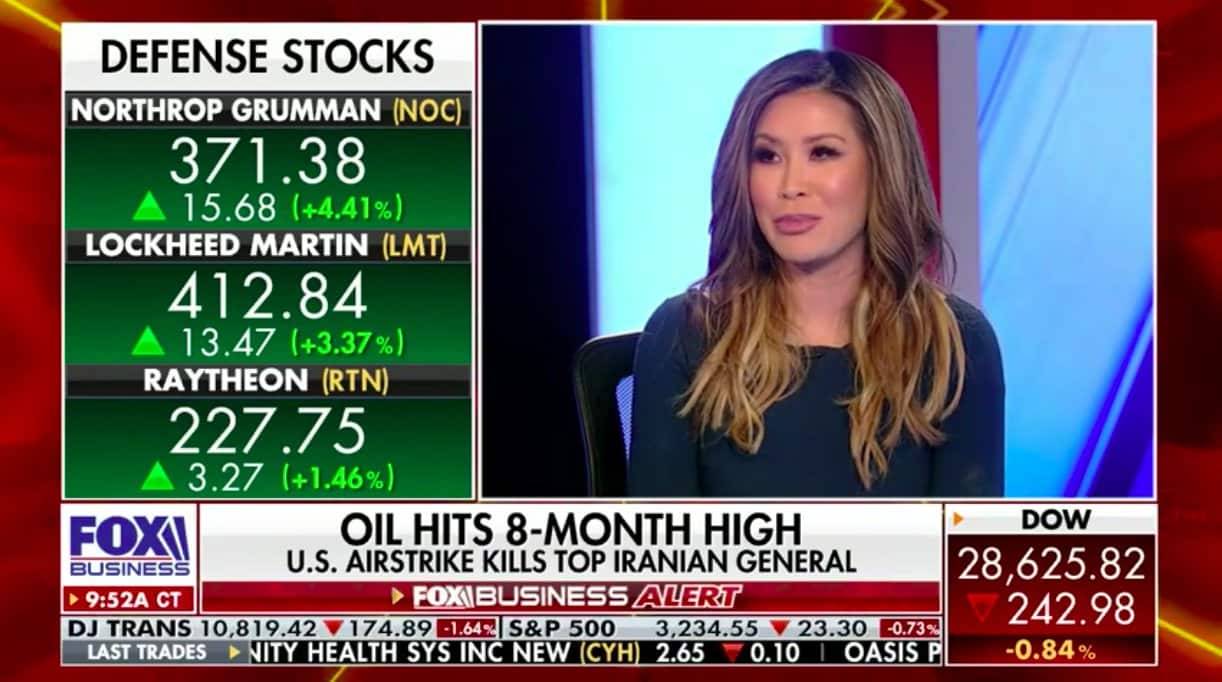 DEFENSE STOCKS
NORTHROP GRUMMAN (NOC)
371.38
▲ 15.68 (+4.41%)
LOCKHEED MARTIN (LMT)
412.84
▲ 13.47 (+3.37%)
RAYTHEON (RTN)
227.75
▲ 3.27 (+1.46%)
FOX BUSINESS
9:52A CT
OIL HITS 8-MONTH HIGH
U.S. AIRSTRIKE KILLS TOP IRANIAN GENERAL
FOX BUSINESS ALERT
DOW
28,625.82
▼ 242.98
-0.84%
DJ TRANS 10,819.42 ▼ 174.89 -1.64% S&P 500 3,234.55 ▼ 23.30 -0.73%
LAST TRADES NITY HEALTH SYS INC NEW (CYH) 2.65 ▼ 0.10 OASIS P